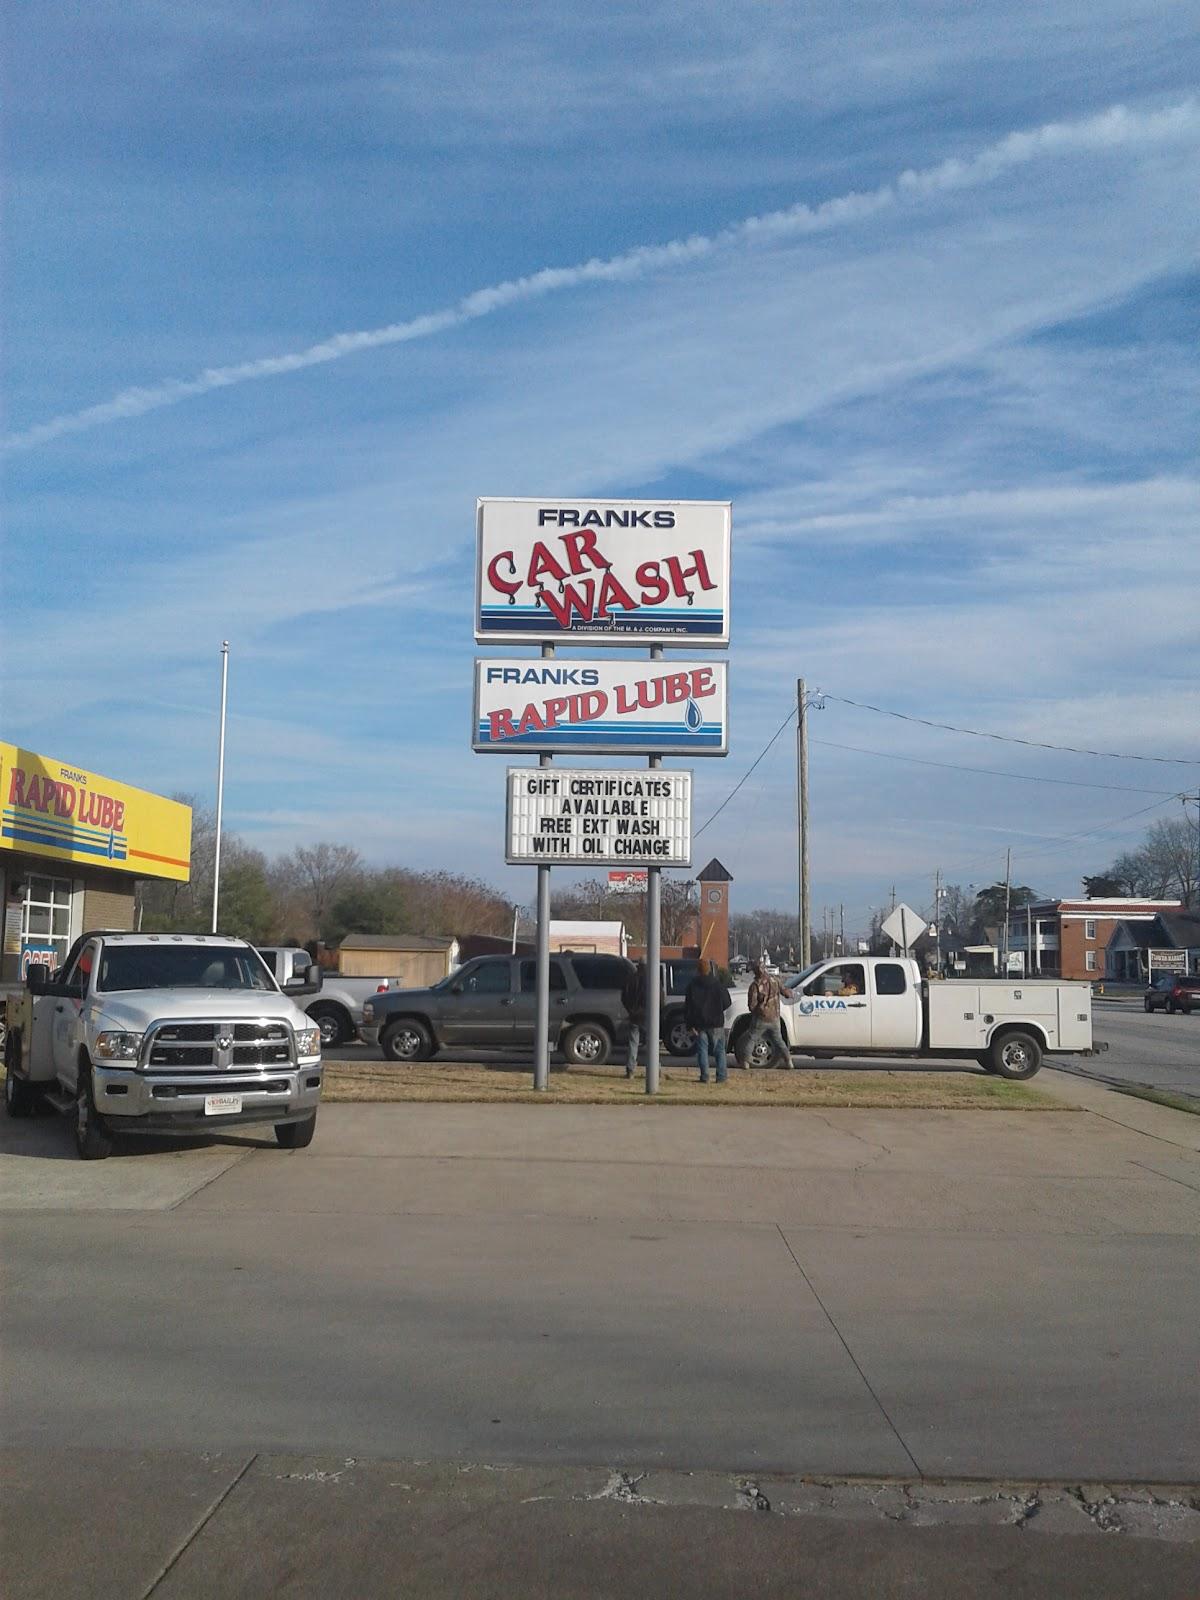 FRANKS
CAR
WASH
A DIVISION OF THE M. & J. COMPANY, INC.
FRANKS
RAPID LUBE
GIFT CERTIFICATES
AVAILABLE
FREE EXT WASH
WITH OIL CHANGE
FRANKS
RAPID LUBE
OPEN
KVA